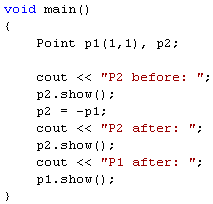 void main()
{
    Point p1(1,1), p2;

    cout << "P2 before: ";
    p2.show();
    p2 = -p1;
    cout << "P2 after: ";
    p2.show();
    cout << "P1 after: ";
    p1.show();
}